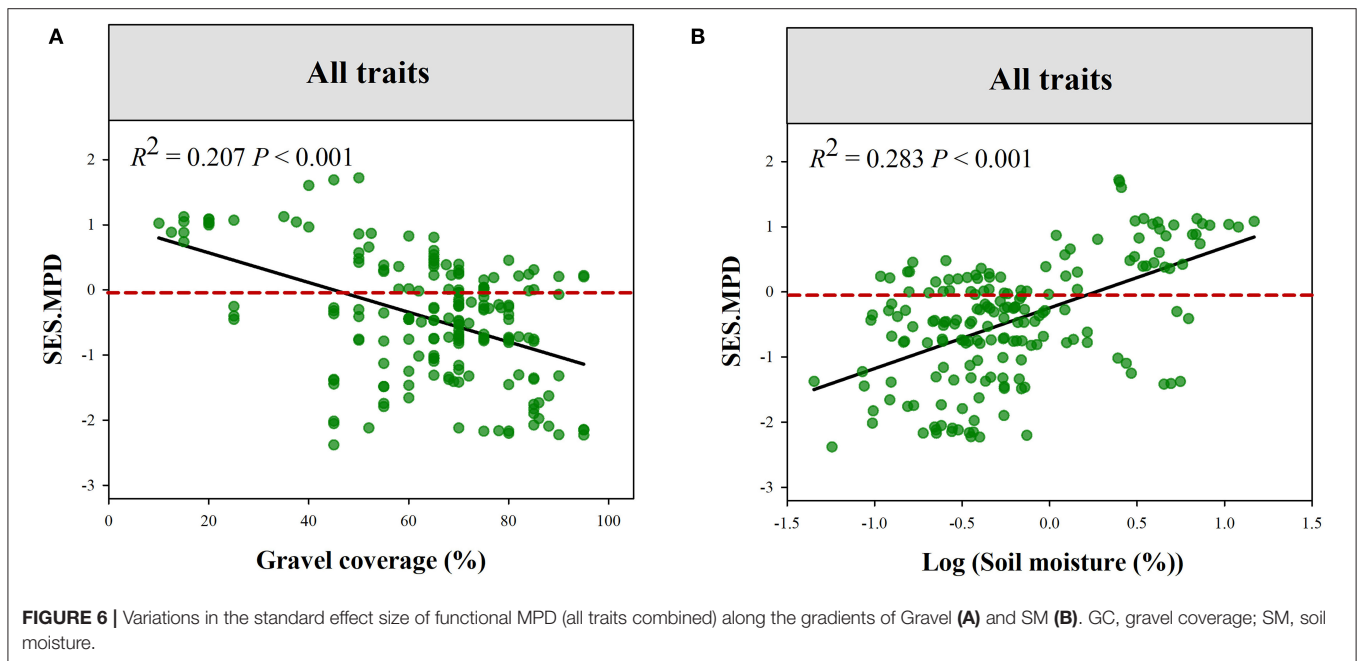 A
All traits
R² = 0.207 P < 0.001
SES.MPD
2
1
0
-1
-2
-3
0 20 40 60 80 100
Gravel coverage (%)
B
All traits
R² = 0.283 P < 0.001
SES.MPD
2
1
0
-1
-2
-3
-1.5 -1.0 -0.5 0.0 0.5 1.0 1.5
Log (Soil moisture (%))
FIGURE 6 | Variations in the standard effect size of functional MPD (all traits combined) along the gradients of Gravel (A) and SM (B). GC, gravel coverage; SM, soil
moisture.